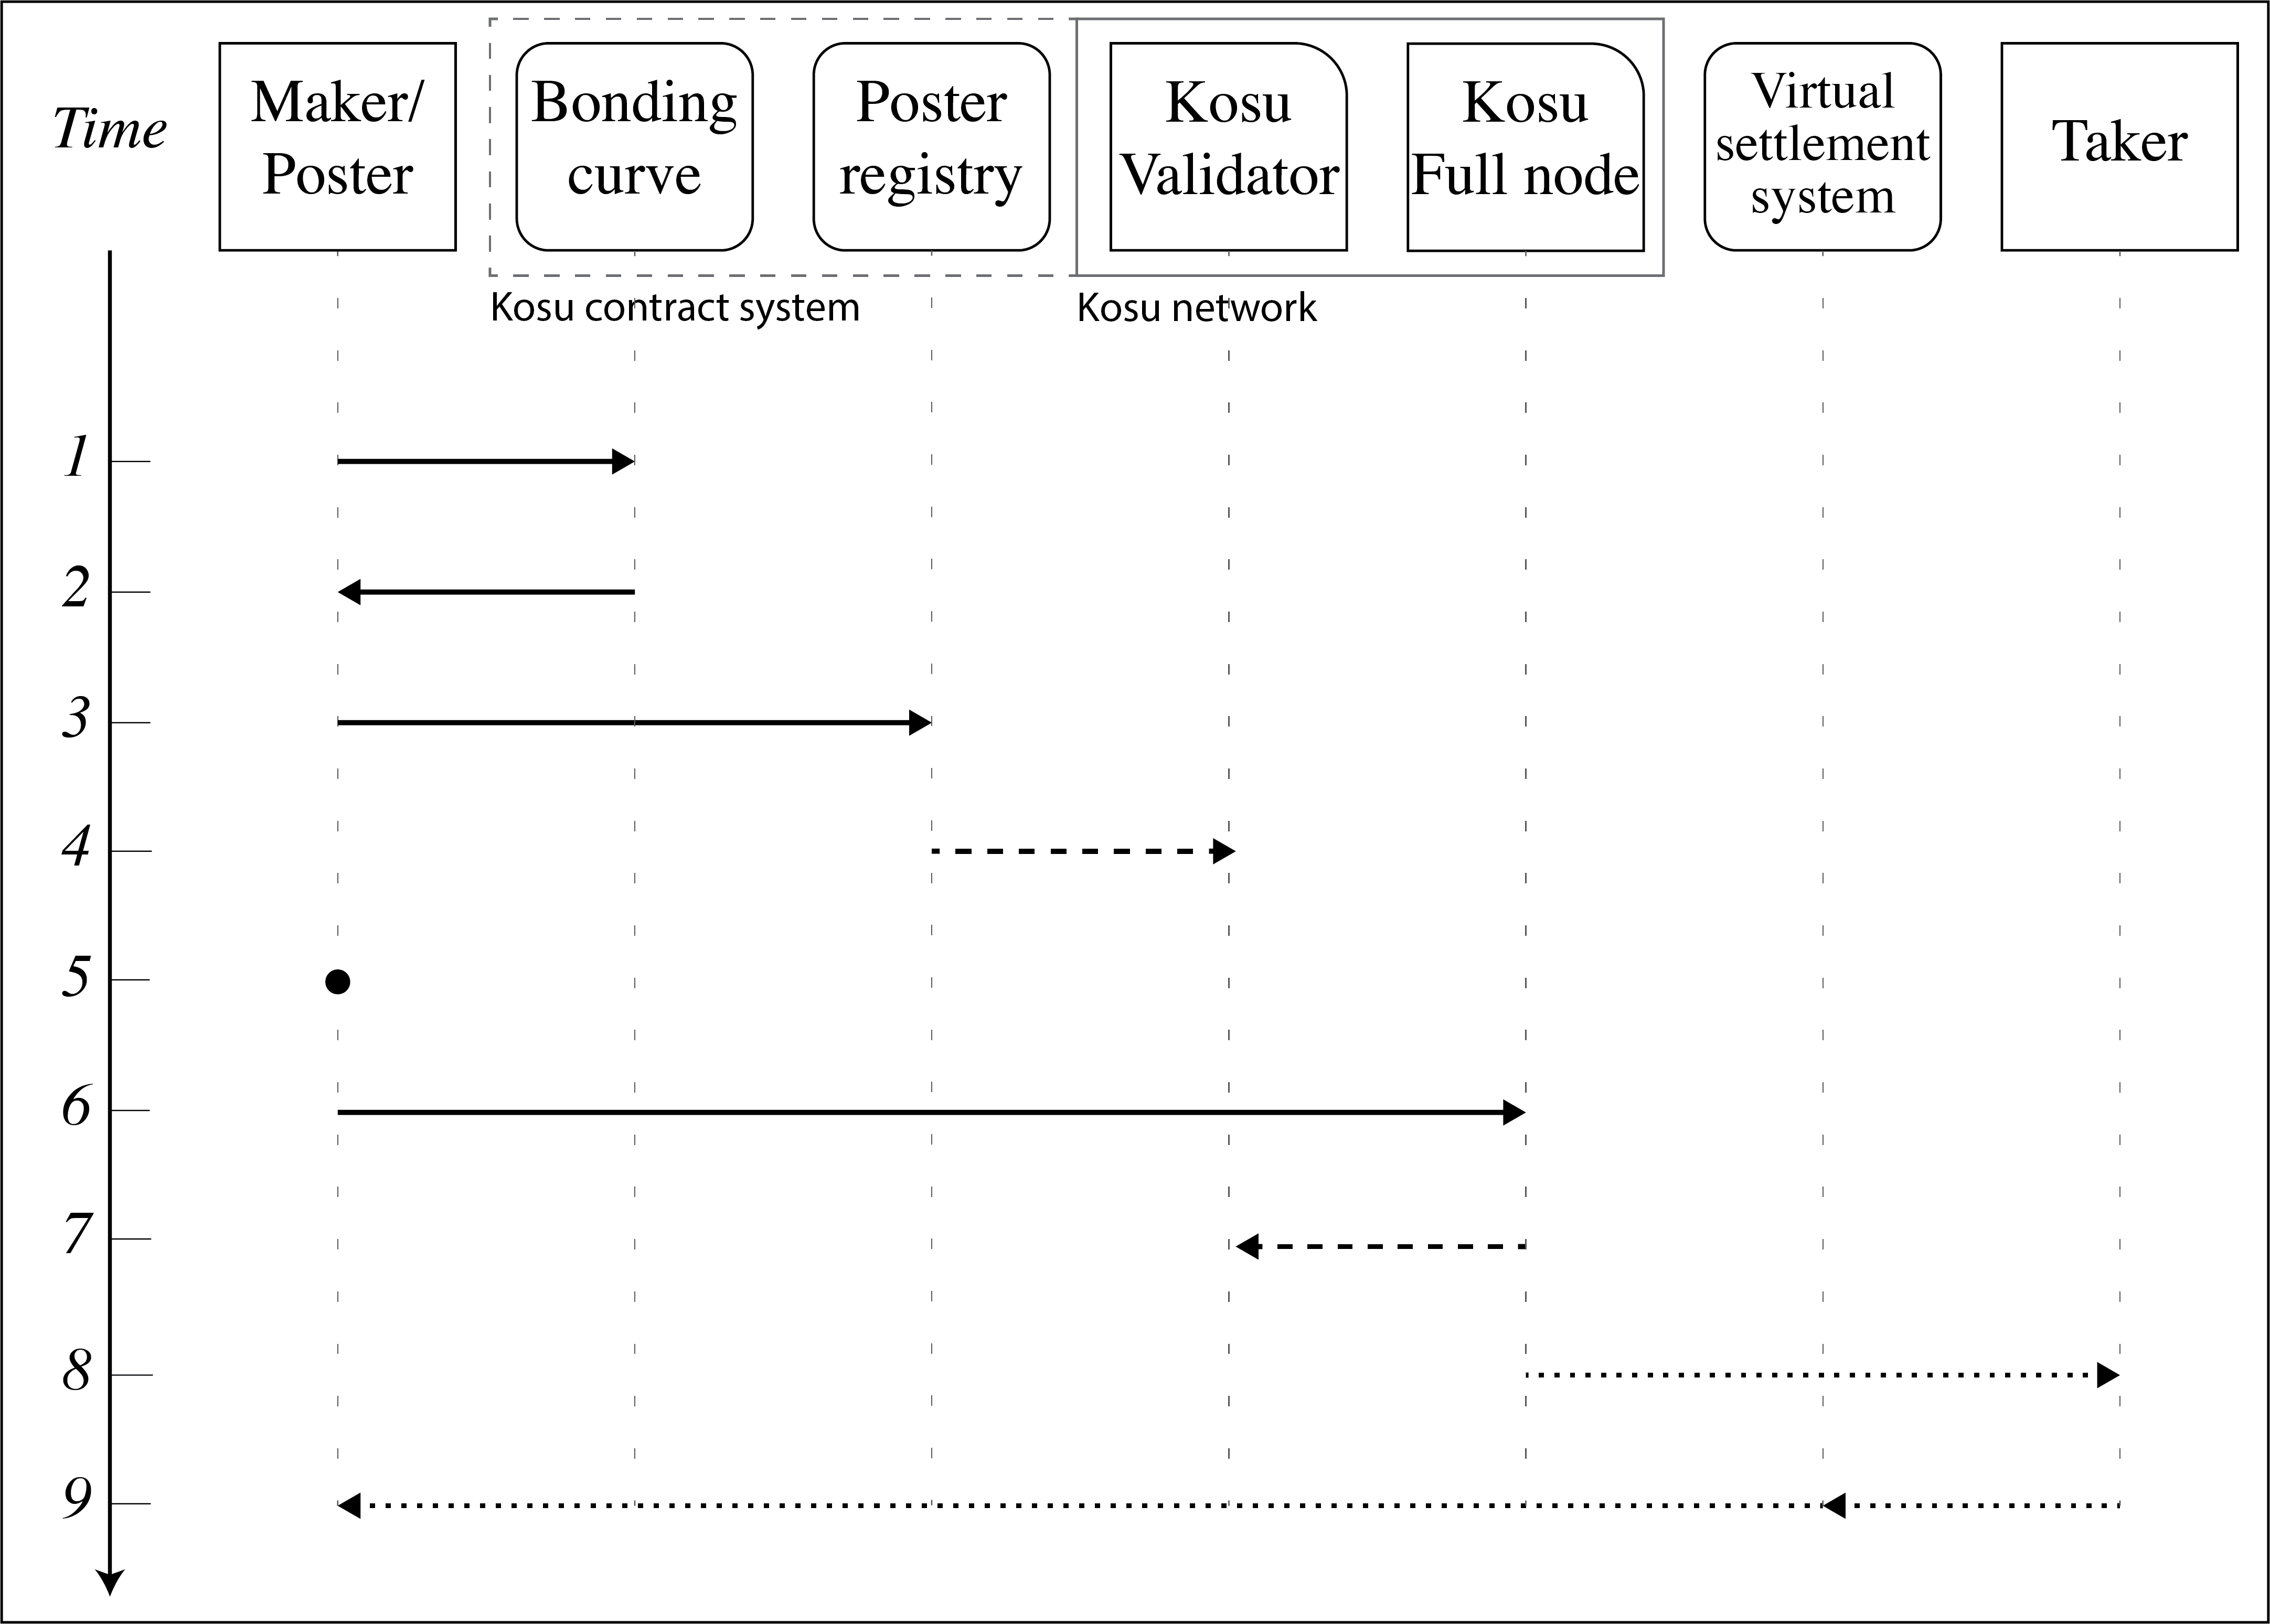 Time
Maker/
Poster
Bonding
curve
Poster
registry
Kosu
Validator
Kosu
Full node
Virtual
settlement
system
Taker
Kosu contract system
Kosu network
1
2
3
4
5
6
7
8
9